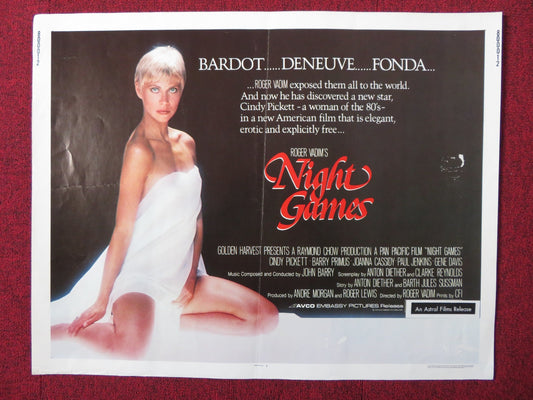 BARDOT......DENEUVE......FONDA...
...ROGER VADIM exposed them all to the world.
And now he has discovered a new star,
Cindy Pickett - a woman of the 80's -
in a new American film that is elegant,
erotic and explicitly free...
ROGER VADIM'S
Night
Games
GOLDEN HARVEST PRESENTS A RAYMOND CHOW PRODUCTION A PAN PACIFIC FILM "NIGHT GAMES"
CINDY PICKETT · BARRY PRIMUS · JOANNA CASSIDY · PAUL JENKINS · GENE DAVIS
Music Composed and Conducted by JOHN BARRY Screenplay by ANTON DIETHER and CLARKE REYNOLDS
Story by ANTON DIETHER and BARTH JULES SUSSMAN
Produced by ANDRE MORGAN and ROGER LEWIS Directed by ROGER VADIM Prints by CFI
AVCO EMBASSY PICTURES Release
An Astral Films Release